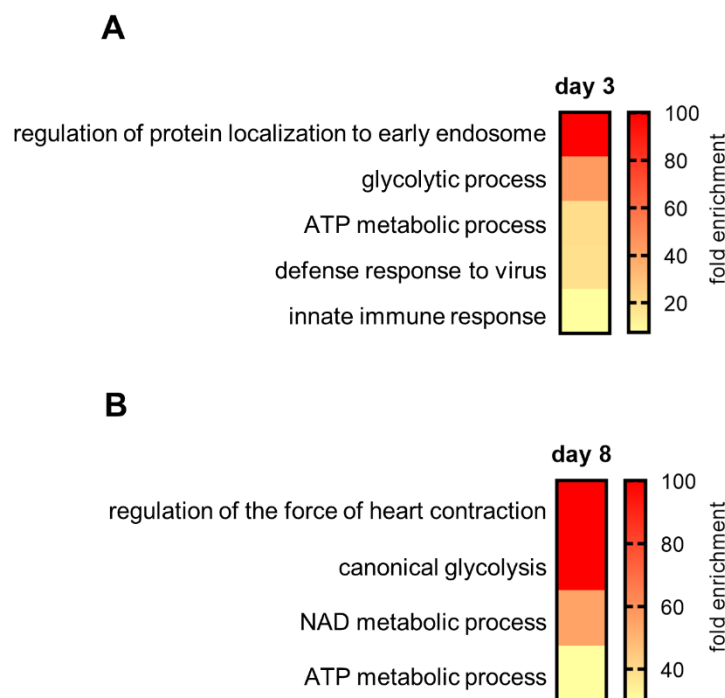 A
day 3
regulation of protein localization to early endosome
glycolytic process
ATP metabolic process
defense response to virus
innate immune response
100
80
60
40
20
fold enrichment
B
day 8
regulation of the force of heart contraction
canonical glycolysis
NAD metabolic process
ATP metabolic process
100
80
60
40
fold enrichment